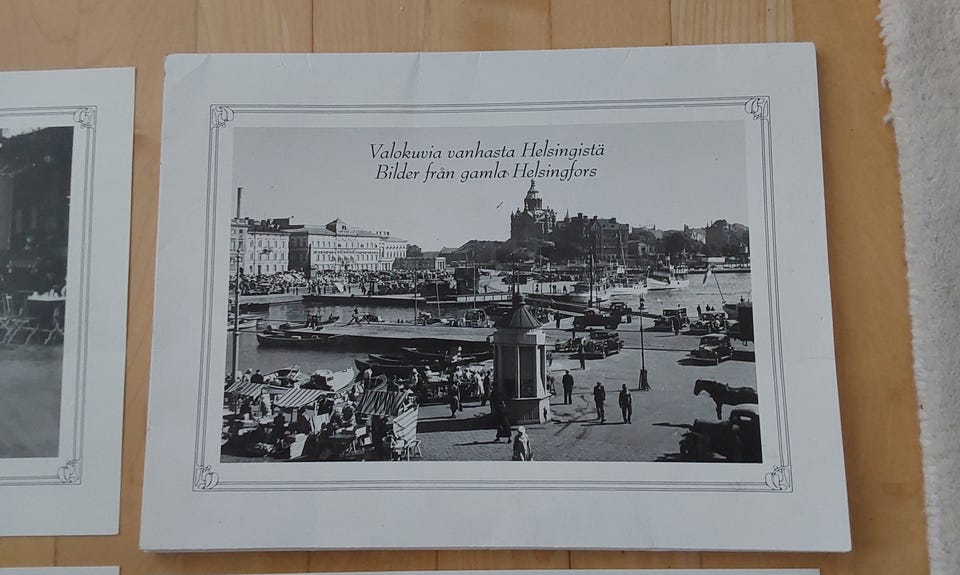 Valokuvia vanhasta Helsingistä
Bilder från gamla Helsingfors